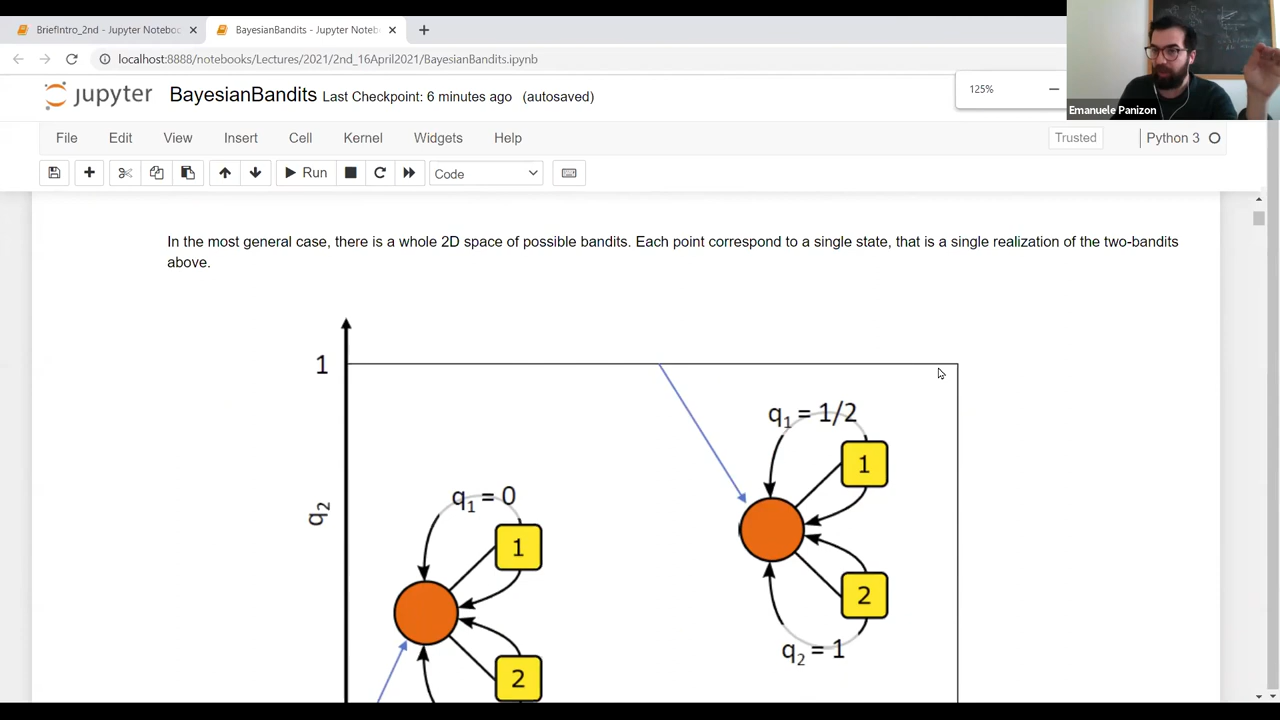 BriefIntro_2nd - Jupyter Notebook
BayesianBandits - Jupyter Noteb
localhost:8888/notebooks/Lectures/2021/2nd_16April2021/BayesianBandits.ipynb
125%
Emanuele Panizon
jupyter BayesianBandits Last Checkpoint: 6 minutes ago (autosaved)
File Edit View Insert Cell Kernel Widgets Help
Trusted Python 3
Run Code
In the most general case, there is a whole 2D space of possible bandits. Each point correspond to a single state, that is a single realization of the two-bandits
above.
1
q₁ = 1/2
1
q₁ = 0
q₂
1
2
q₂ = 1
2